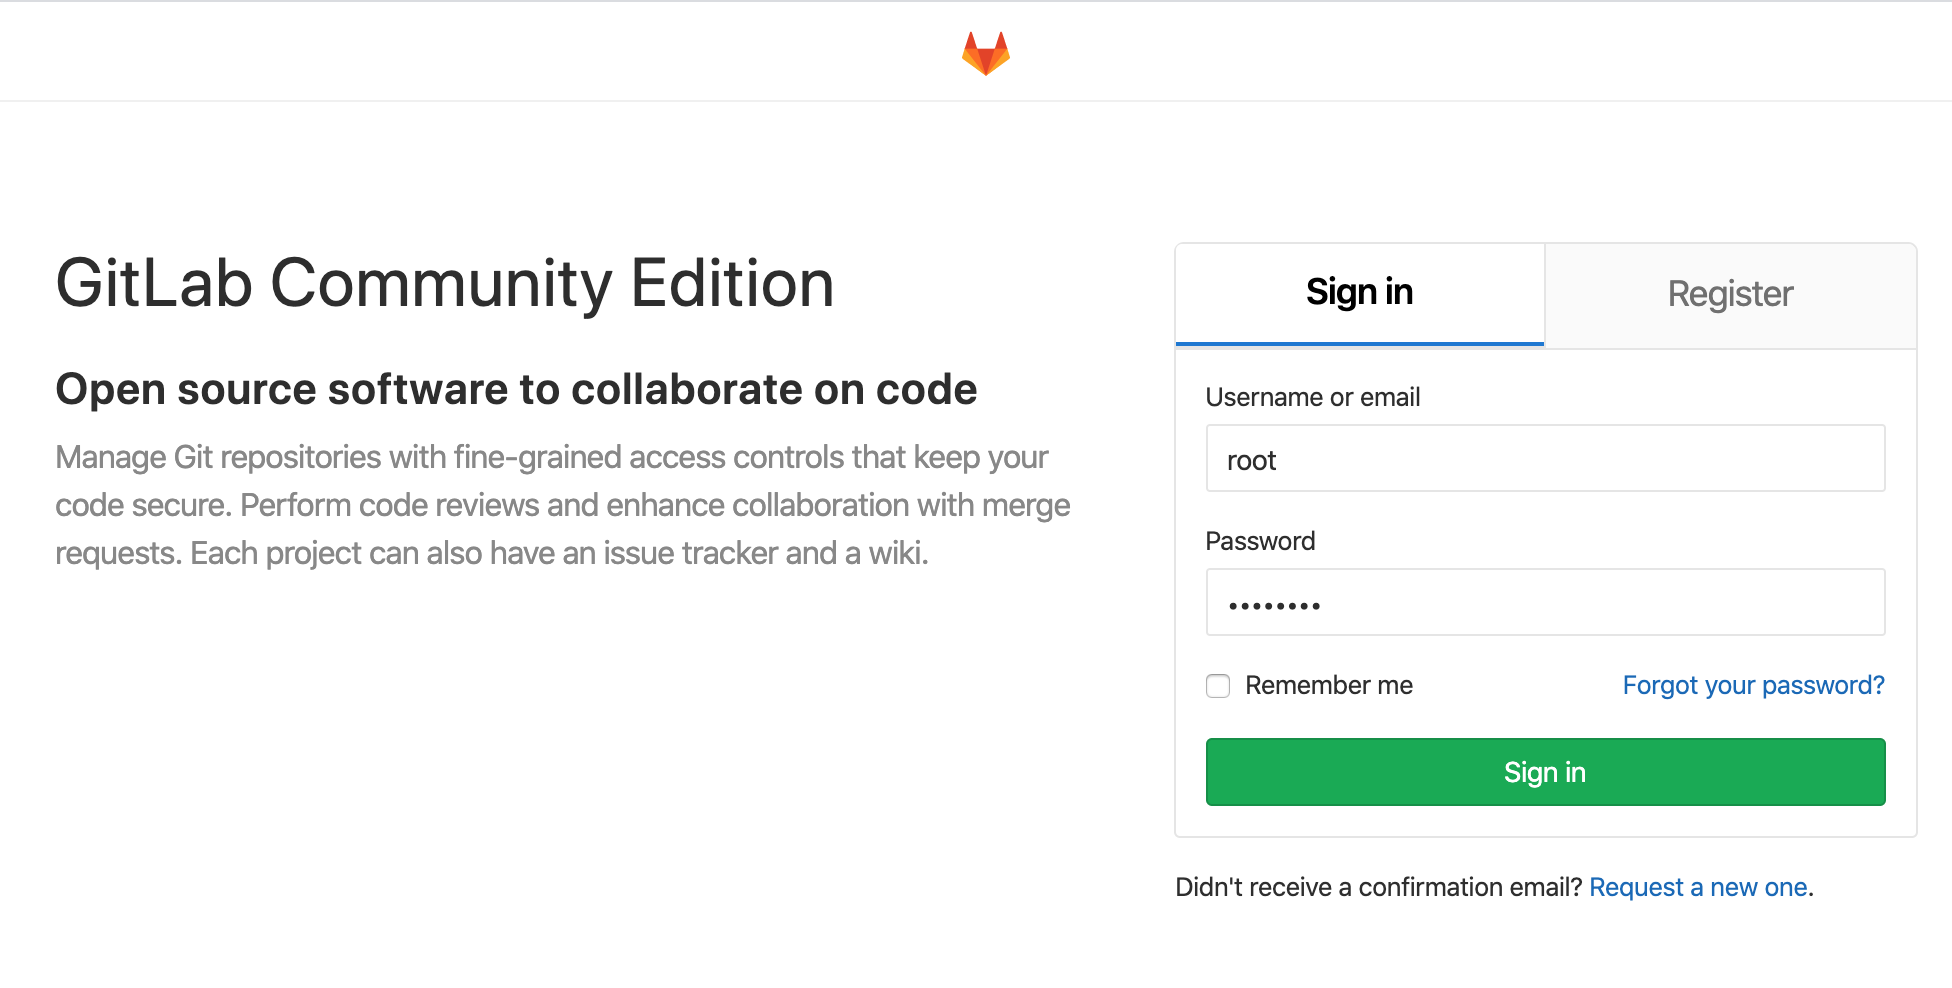 GitLab Community Edition
Open source software to collaborate on code
Manage Git repositories with fine-grained access controls that keep your
code secure. Perform code reviews and enhance collaboration with merge
requests. Each project can also have an issue tracker and a wiki.
Sign in
Register
Username or email
root
Password
••••••••
Remember me
Forgot your password?
Sign in
Didn't receive a confirmation email? Request a new one.